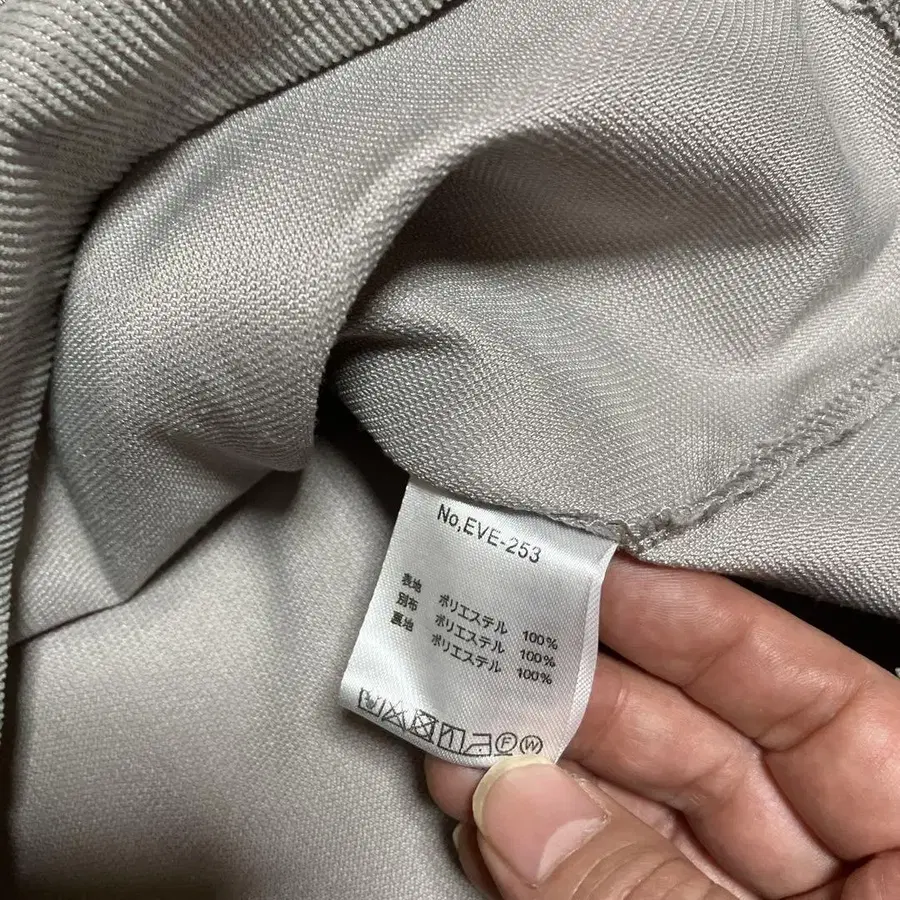 No,EVE-253
表地 ポリエステル 100%
別布 ポリエステル 100%
裏地 ポリエステル 100%
F W